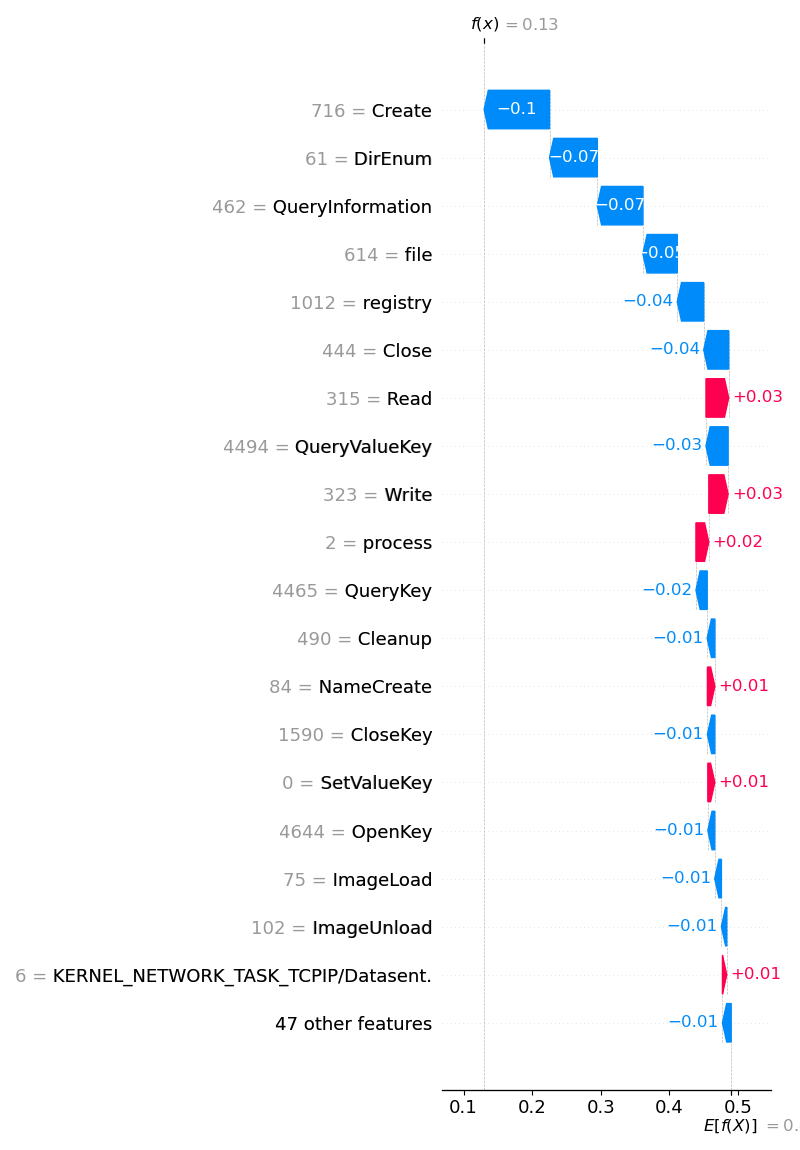 f(x) = 0.13
716 = Create −0.1
61 = DirEnum −0.07
462 = QueryInformation −0.07
614 = file −0.05
1012 = registry −0.04
444 = Close −0.04
315 = Read +0.03
4494 = QueryValueKey −0.03
323 = Write +0.03
2 = process +0.02
4465 = QueryKey −0.02
490 = Cleanup −0.01
84 = NameCreate +0.01
1590 = CloseKey −0.01
0 = SetValueKey +0.01
4644 = OpenKey −0.01
75 = ImageLoad −0.01
102 = ImageUnload −0.01
6 = KERNEL_NETWORK_TASK_TCPIP/Datasent. +0.01
47 other features −0.01
0.1 0.2 0.3 0.4 0.5
E[f(X)] = 0.